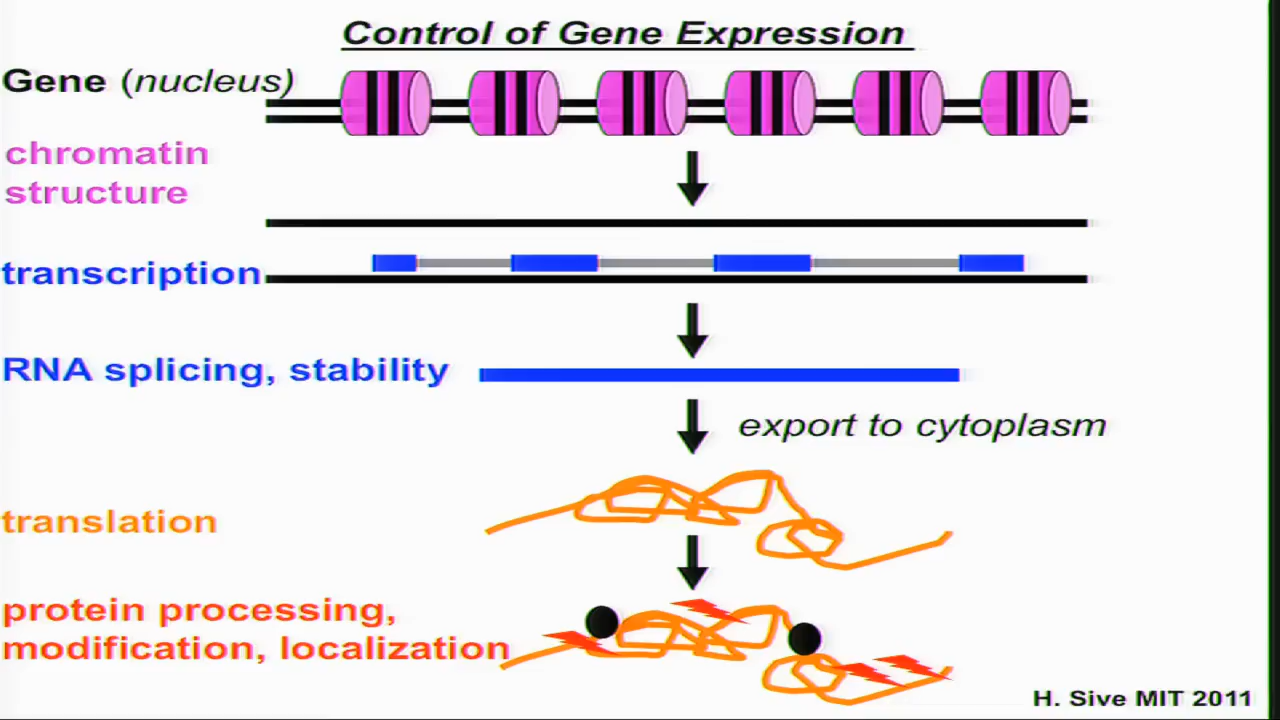 Control of Gene Expression
Gene (nucleus)
chromatin
structure
transcription
RNA splicing, stability
export to cytoplasm
translation
protein processing,
modification, localization
H. Sive MIT 2011